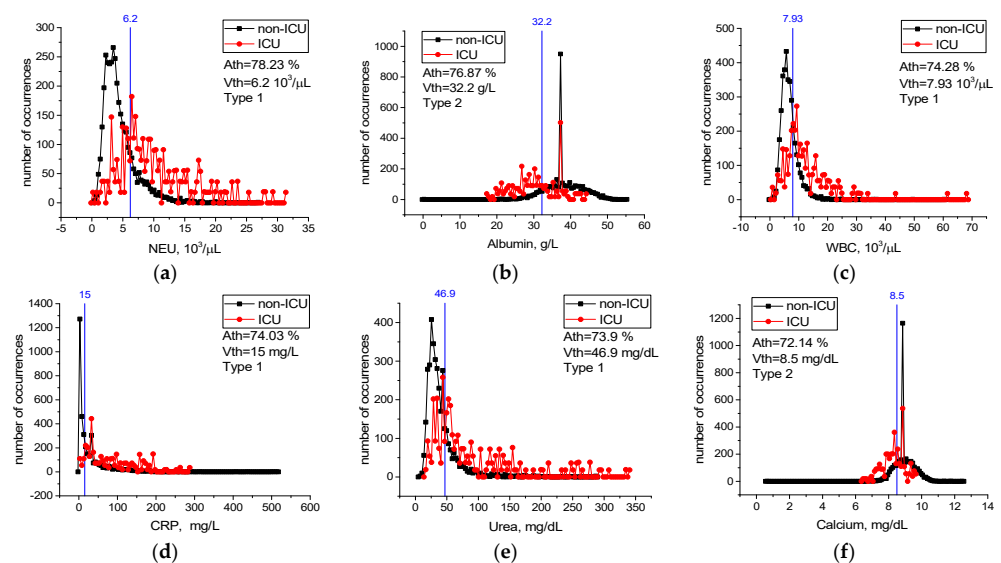 6.2
non-ICU
ICU
Ath=78.23 %
Vth=6.2 10³/μL
Type 1
number of occurrences
300
250
200
150
100
50
0
-5 0 5 10 15 20 25 30 35
NEU, 10³/μL
(a)
32.2
non-ICU
ICU
Ath=76.87 %
Vth=32.2 g/L
Type 2
number of occurrences
1000
800
600
400
200
0
0 10 20 30 40 50 60
Albumin, g/L
(b)
7.93
non-ICU
ICU
Ath=74.28 %
Vth=7.93 10³/μL
Type 1
number of occurrences
500
400
300
200
100
0
-10 0 10 20 30 40 50 60 70
WBC, 10³/μL
(c)
15
non-ICU
ICU
Ath=74.03 %
Vth=15 mg/L
Type 1
number of occurrences
1400
1200
1000
800
600
400
200
0
-200
0 100 200 300 400 500 600
CRP, mg/L
(d)
46.9
non-ICU
ICU
Ath=73.9 %
Vth=46.9 mg/dL
Type 1
number of occurrences
400
300
200
100
0
0 50 100 150 200 250 300 350
Urea, mg/dL
(e)
8.5
non-ICU
ICU
Ath=72.14 %
Vth=8.5 mg/dL
Type 2
number of occurrences
1200
1000
800
600
400
200
0
0 2 4 6 8 10 12 14
Calcium, mg/dL
(f)